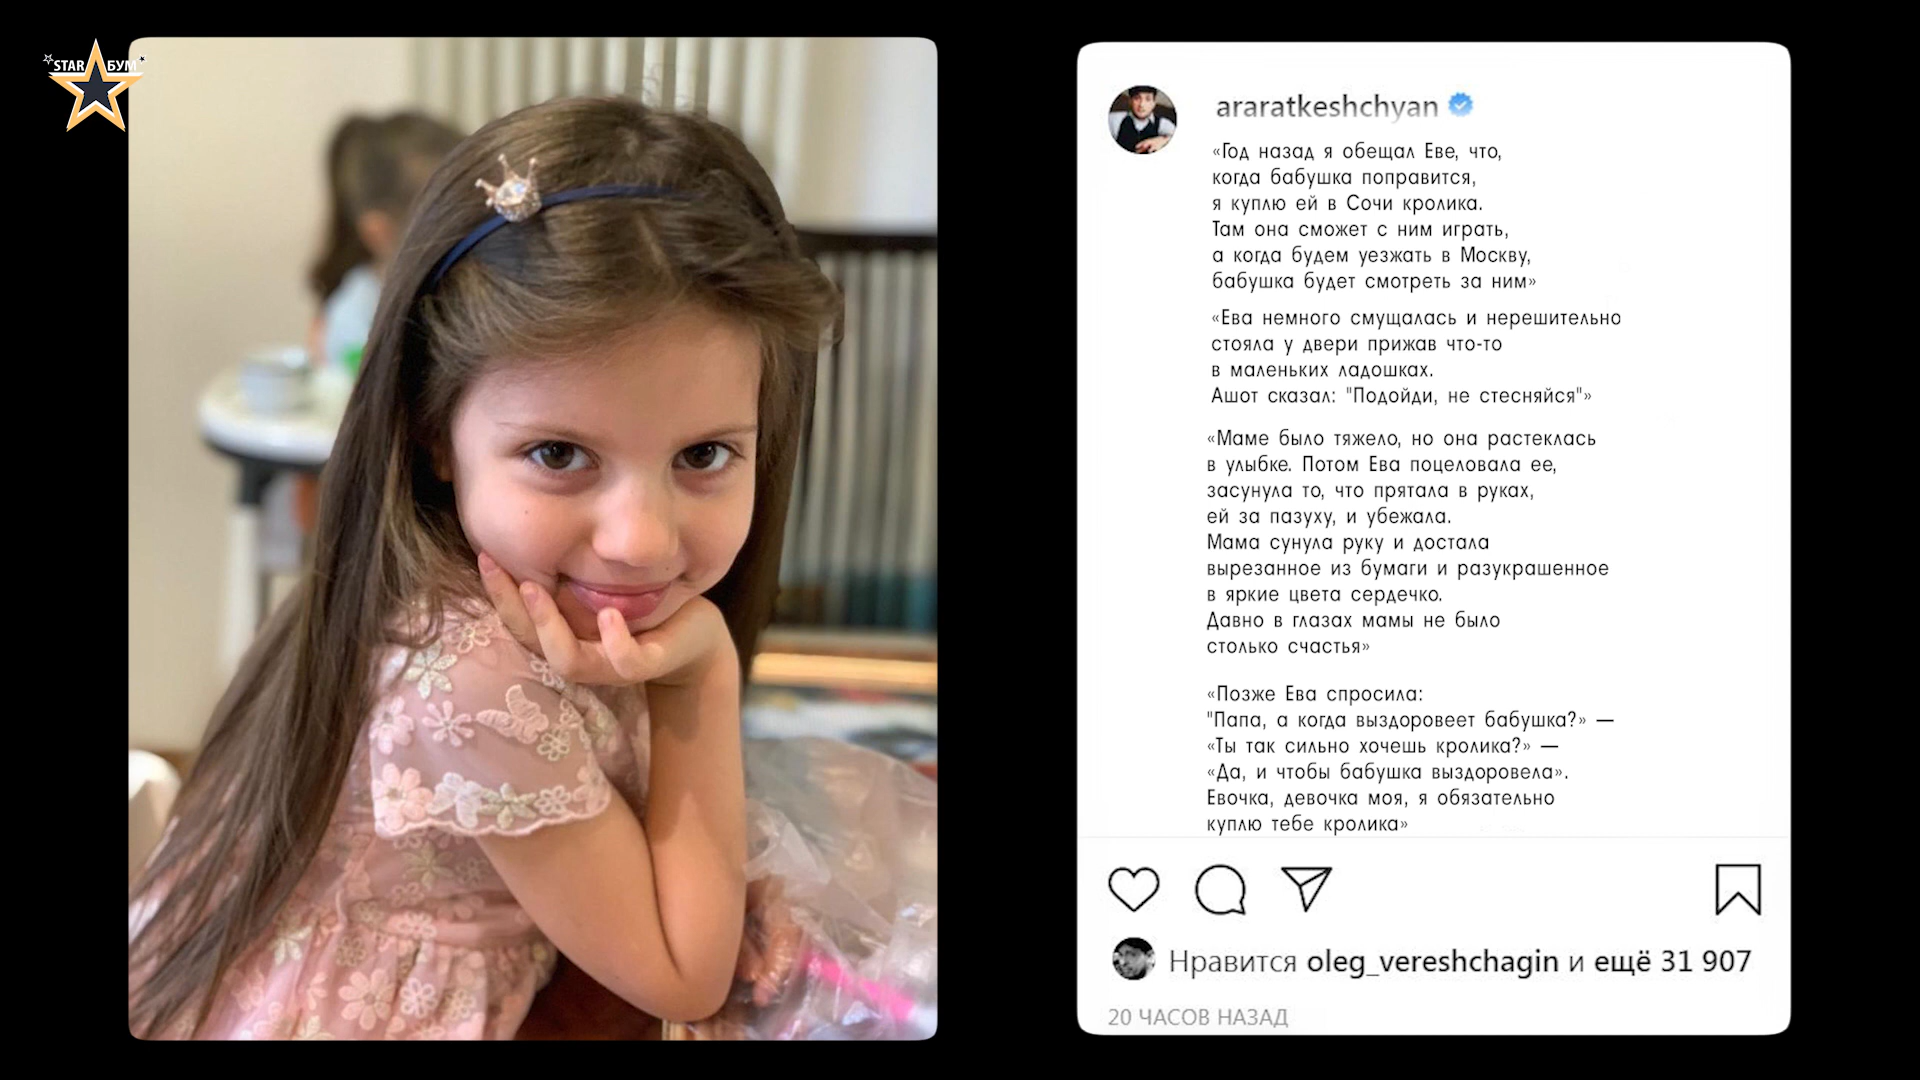 STAR БУМ
araratkeshchyan
«Год назад я обещал Еве, что,
когда бабушка поправится,
я куплю ей в Сочи кролика.
Там она сможет с ним играть,
а когда будем уезжать в Москву,
бабушка будет смотреть за ним»
«Ева немного смущалась и нерешительно
стояла у двери прижав что-то
в маленьких ладошках.
Ашот сказал: "Подойди, не стесняйся"»
«Маме было тяжело, но она растеклась
в улыбке. Потом Ева поцеловала ее,
засунула то, что прятала в руках,
ей за пазуху, и убежала.
Мама сунула руку и достала
вырезанное из бумаги и разукрашенное
в яркие цвета сердечко.
Давно в глазах мамы не было
столько счастья»
«Позже Ева спросила:
"Папа, а когда выздоровеет бабушка?» —
«Ты так сильно хочешь кролика?» —
«Да, и чтобы бабушка выздоровела».
Евочка, девочка моя, я обязательно
куплю тебе кролика»
Нравится oleg_vereshchagin и ещё 31 907
20 ЧАСОВ НАЗАД